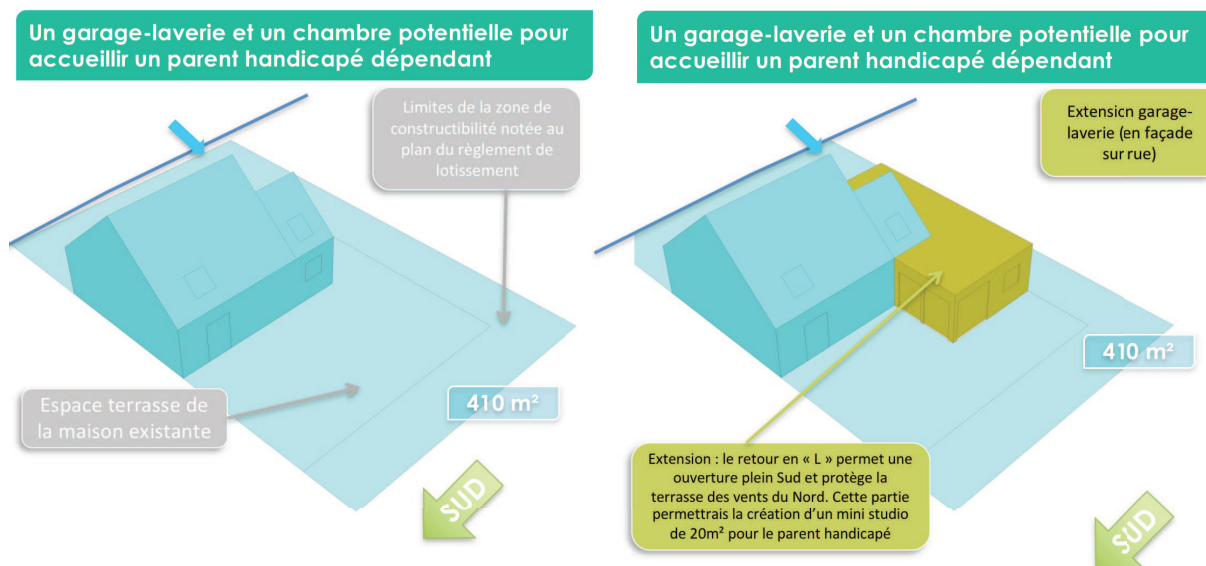 Un garage-laverie et un chambre potentielle pour
accueillir un parent handicapé dépendant
Limites de la zone de
constructibilité notée au
plan du règlement de
lotissement
Espace terrasse de
la maison existante
410 m²
SUD
Un garage-laverie et un chambre potentielle pour
accueillir un parent handicapé dépendant
Extension garage-
laverie (en façade
sur rue)
410 m²
Extension : le retour en « L » permet une
ouverture plein Sud et protège la
terrasse des vents du Nord. Cette partie
permettrais la création d'un mini studio
de 20m² pour le parent handicapé
SUD